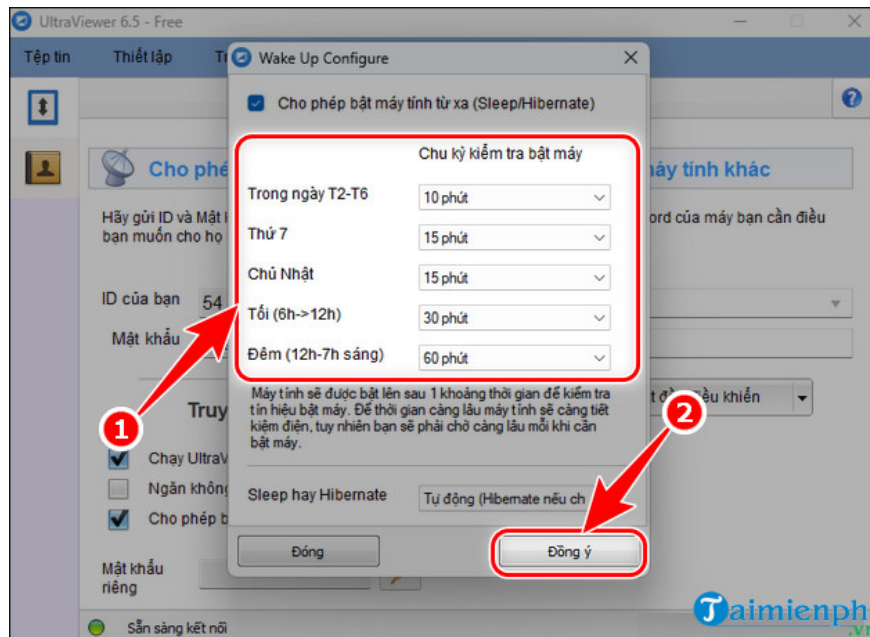 UltraViewer 6.5 - Free
Tệp tin Thiết lập
Wake Up Configure
Cho phép bật máy tính từ xa (Sleep/Hibernate)
Chu kỳ kiểm tra bật máy
Cho phé
máy tính khác
Trong ngày T2-T6 10 phút
Hãy gửi ID và Mật
bạn muốn cho họ
ord của máy bạn cần điều
Thứ 7 15 phút
Chủ Nhật 15 phút
ID của bạn 54
Tối (6h->12h) 30 phút
Mật khẩu
Đêm (12h-7h sáng) 60 phút
Máy tính sẽ được bật lên sau 1 khoảng thời gian để kiểm tra
tín hiệu bật máy. Để thời gian càng lâu máy tính sẽ càng tiết
kiệm điện, tuy nhiên bạn sẽ phải chờ càng lâu mỗi khi cần
bật máy.
điều khiển
1
2
Truy
Chạy UltraV
Ngăn không
Cho phép b
Sleep hay Hibernate Tự động (Hibernate nếu ch
Đóng Đồng ý
Mật khẩu
riêng
Sẵn sàng kết nối
Taimienph
.vn